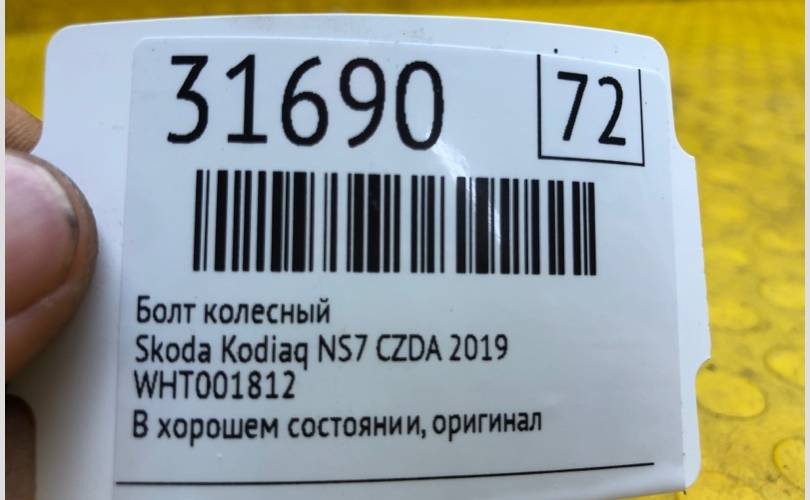 31690
72
Болт колесный
Skoda Kodiaq NS7 CZDA 2019
WHT001812
В хорошем состоянии, оригинал